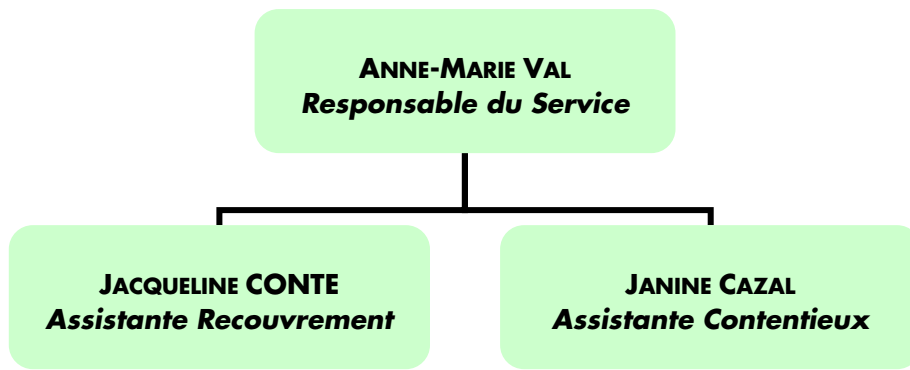 ANNE-MARIE VAL
Responsable du Service
JACQUELINE CONTE
Assistante Recouvrement
JANINE CAZAL
Assistante Contentieux